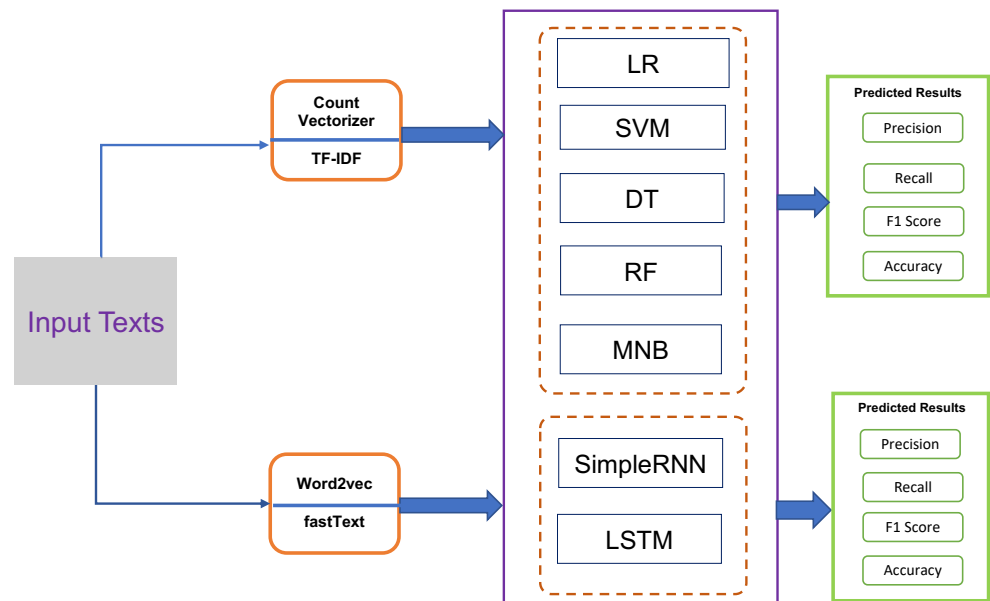 Input Texts
Count
Vectorizer
TF-IDF
Word2vec
fastText
LR
SVM
DT
RF
MNB
SimpleRNN
LSTM
Predicted Results
Precision
Recall
F1 Score
Accuracy
Predicted Results
Precision
Recall
F1 Score
Accuracy